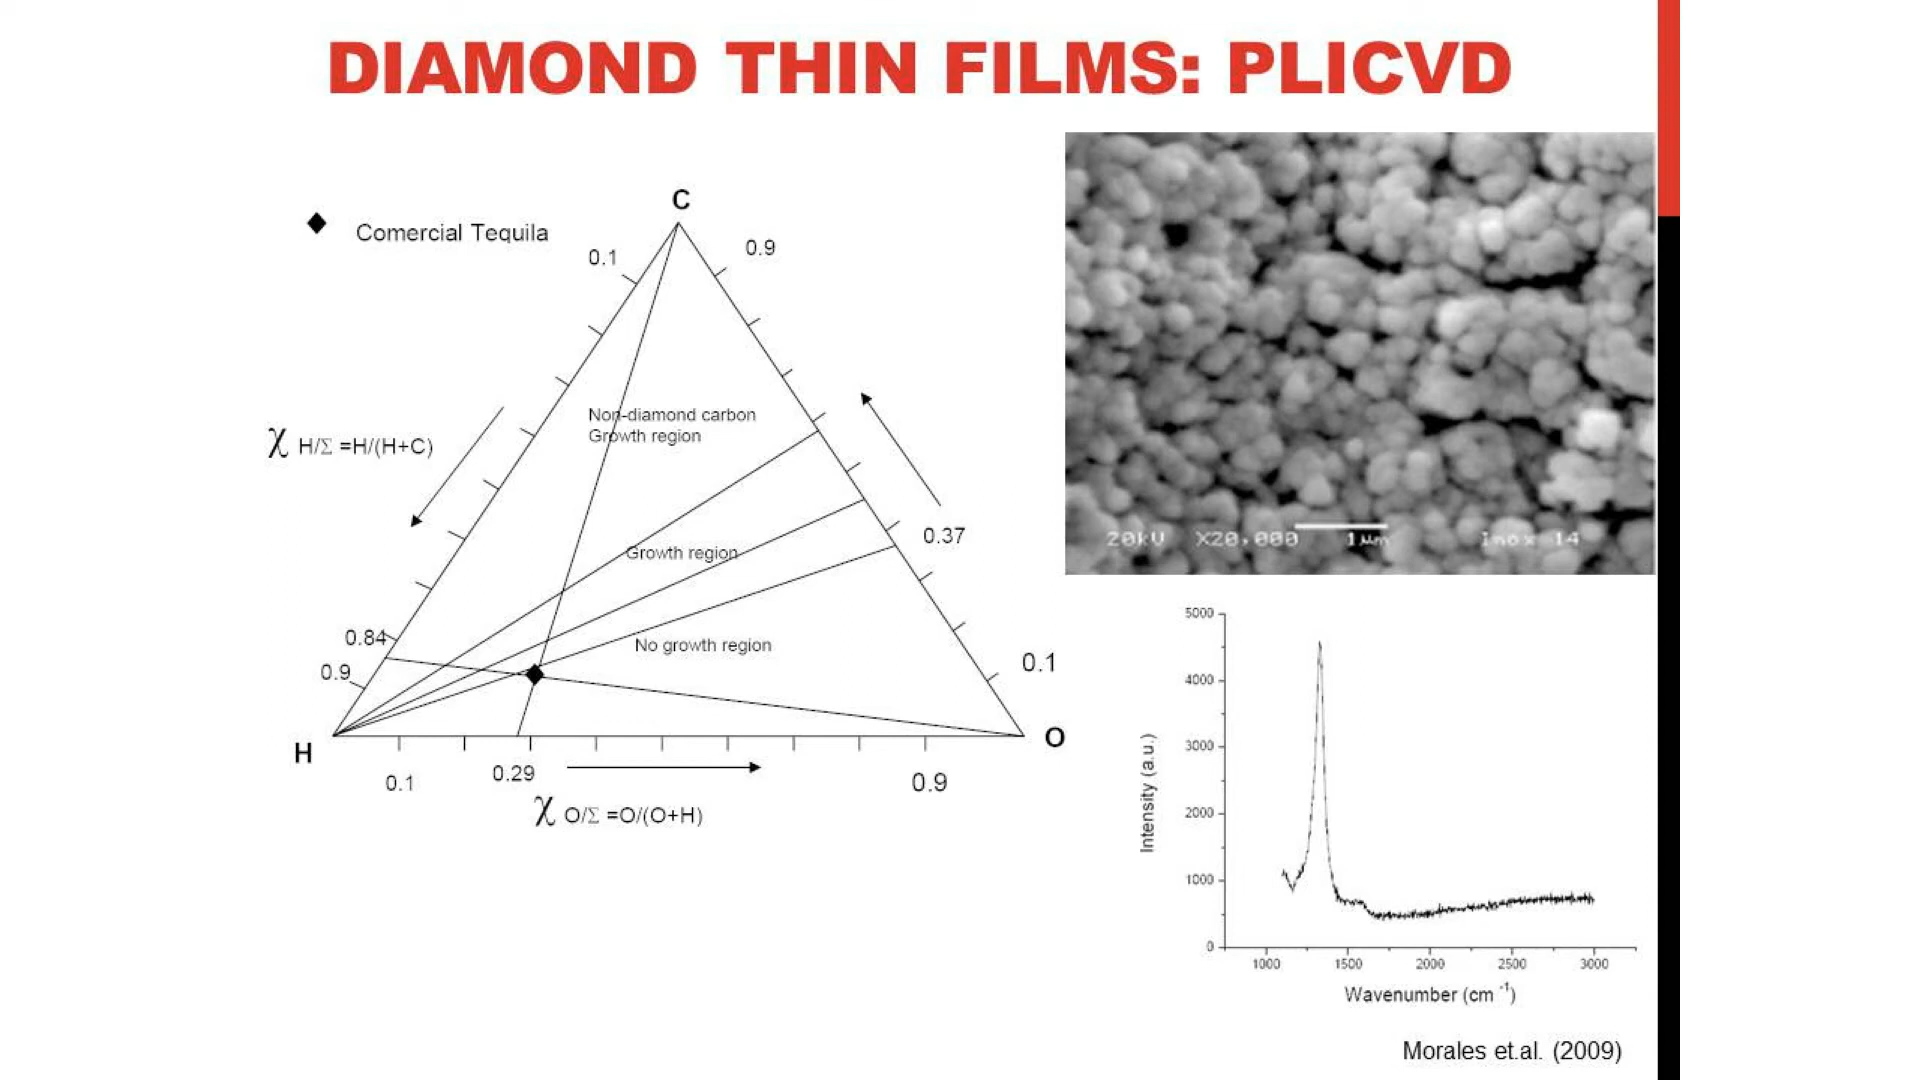 DIAMOND THIN FILMS: PLICVD
Comercial Tequila
C
0.1
0.9
Non-diamond carbon
Growth region
χ H/Σ =H/(H+C)
0.37
Growth region
0.84
No growth region
0.9
0.1
H
O
0.1
0.29
0.9
χ O/Σ =O/(O+H)
20kV X20,000 1μm Inox 14
5000
4000
3000
2000
1000
0
Intensity (a.u.)
1000 1500 2000 2500 3000
Wavenumber (cm -1)
Morales et.al. (2009)